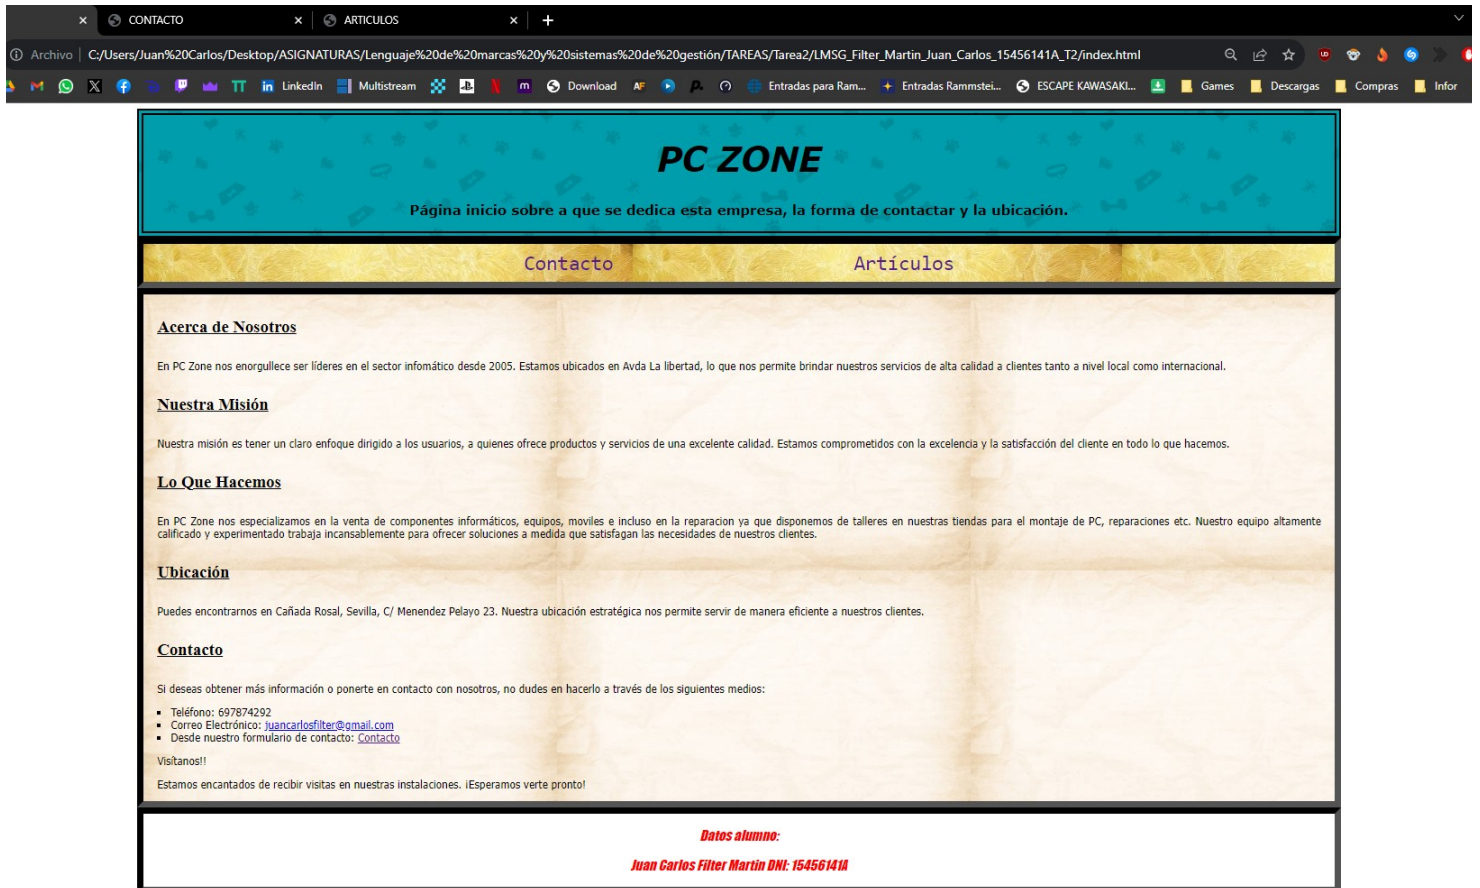 CONTACTO
ARTICULOS
Archivo C:/Users/Juan%20Carlos/Desktop/ASIGNATURAS/Lenguaje%20de%20marcas%20y%20sistemas%20de%20gestión/TAREAS/Tarea2/LMSG_Filter_Martin_Juan_Carlos_15456141A_T2/index.html
LinkedIn Multistream Download Entradas para Ram... Entradas Rammstei... ESCAPE KAWASAKI... Games Descargas Compras Infor
PC ZONE
Página inicio sobre a que se dedica esta empresa, la forma de contactar y la ubicación.
Contacto Artículos
Acerca de Nosotros
En PC Zone nos enorgullece ser líderes en el sector infomático desde 2005. Estamos ubicados en Avda La libertad, lo que nos permite brindar nuestros servicios de alta calidad a clientes tanto a nivel local como internacional.
Nuestra Misión
Nuestra misión es tener un claro enfoque dirigido a los usuarios, a quienes ofrece productos y servicios de una excelente calidad. Estamos comprometidos con la excelencia y la satisfacción del cliente en todo lo que hacemos.
Lo Que Hacemos
En PC Zone nos especializamos en la venta de componentes informáticos, equipos, moviles e incluso en la reparacion ya que disponemos de talleres en nuestras tiendas para el montaje de PC, reparaciones etc. Nuestro equipo altamente
calificado y experimentado trabaja incansablemente para ofrecer soluciones a medida que satisfagan las necesidades de nuestros clientes.
Ubicación
Puedes encontrarnos en Cañada Rosal, Sevilla, C/ Menendez Pelayo 23. Nuestra ubicación estratégica nos permite servir de manera eficiente a nuestros clientes.
Contacto
Si deseas obtener más información o ponerte en contacto con nosotros, no dudes en hacerlo a través de los siguientes medios:
Teléfono: 697874292
Correo Electrónico: juancarlosfilter@gmail.com
Desde nuestro formulario de contacto: Contacto
Visítanos!!
Estamos encantados de recibir visitas en nuestras instalaciones. ¡Esperamos verte pronto!
Datos alumno:
Juan Carlos Filter Martin DNI: 15456141A